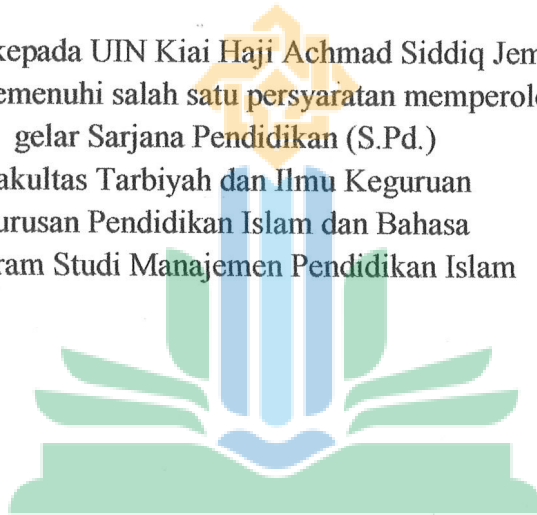 kepada UIN Kiai Haji Achmad Siddiq Jem
emenuhi salah satu persyaratan memperol
gelar Sarjana Pendidikan (S.Pd.)
akultas Tarbiyah dan Ilmu Keguruan
urusan Pendidikan Islam dan Bahasa
ram Studi Manajemen Pendidikan Islam